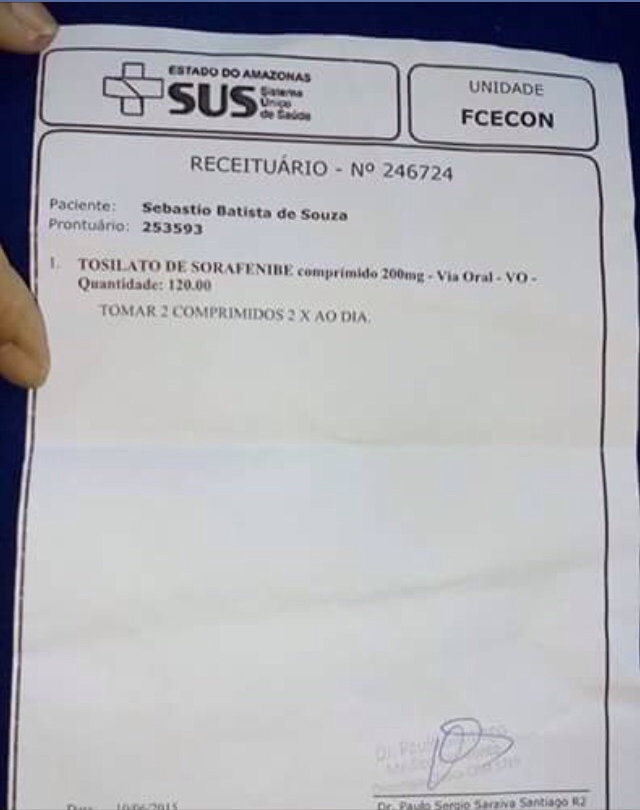 ESTADO DO AMAZONAS
SUS Sistema
Único
de Saúde
UNIDADE
FCECON
RECEITUÁRIO - Nº 246724
Paciente: Sebastio Batista de Souza
Prontuário: 253593
1. TOSILATO DE SORAFENIBE comprimido 200mg - Via Oral - VO -
Quantidade: 120.00
TOMAR 2 COMPRIMIDOS 2 X AO DIA.
Dr. Paulo Sergio Saraiva Santiago R2
Data: 10/06/2015